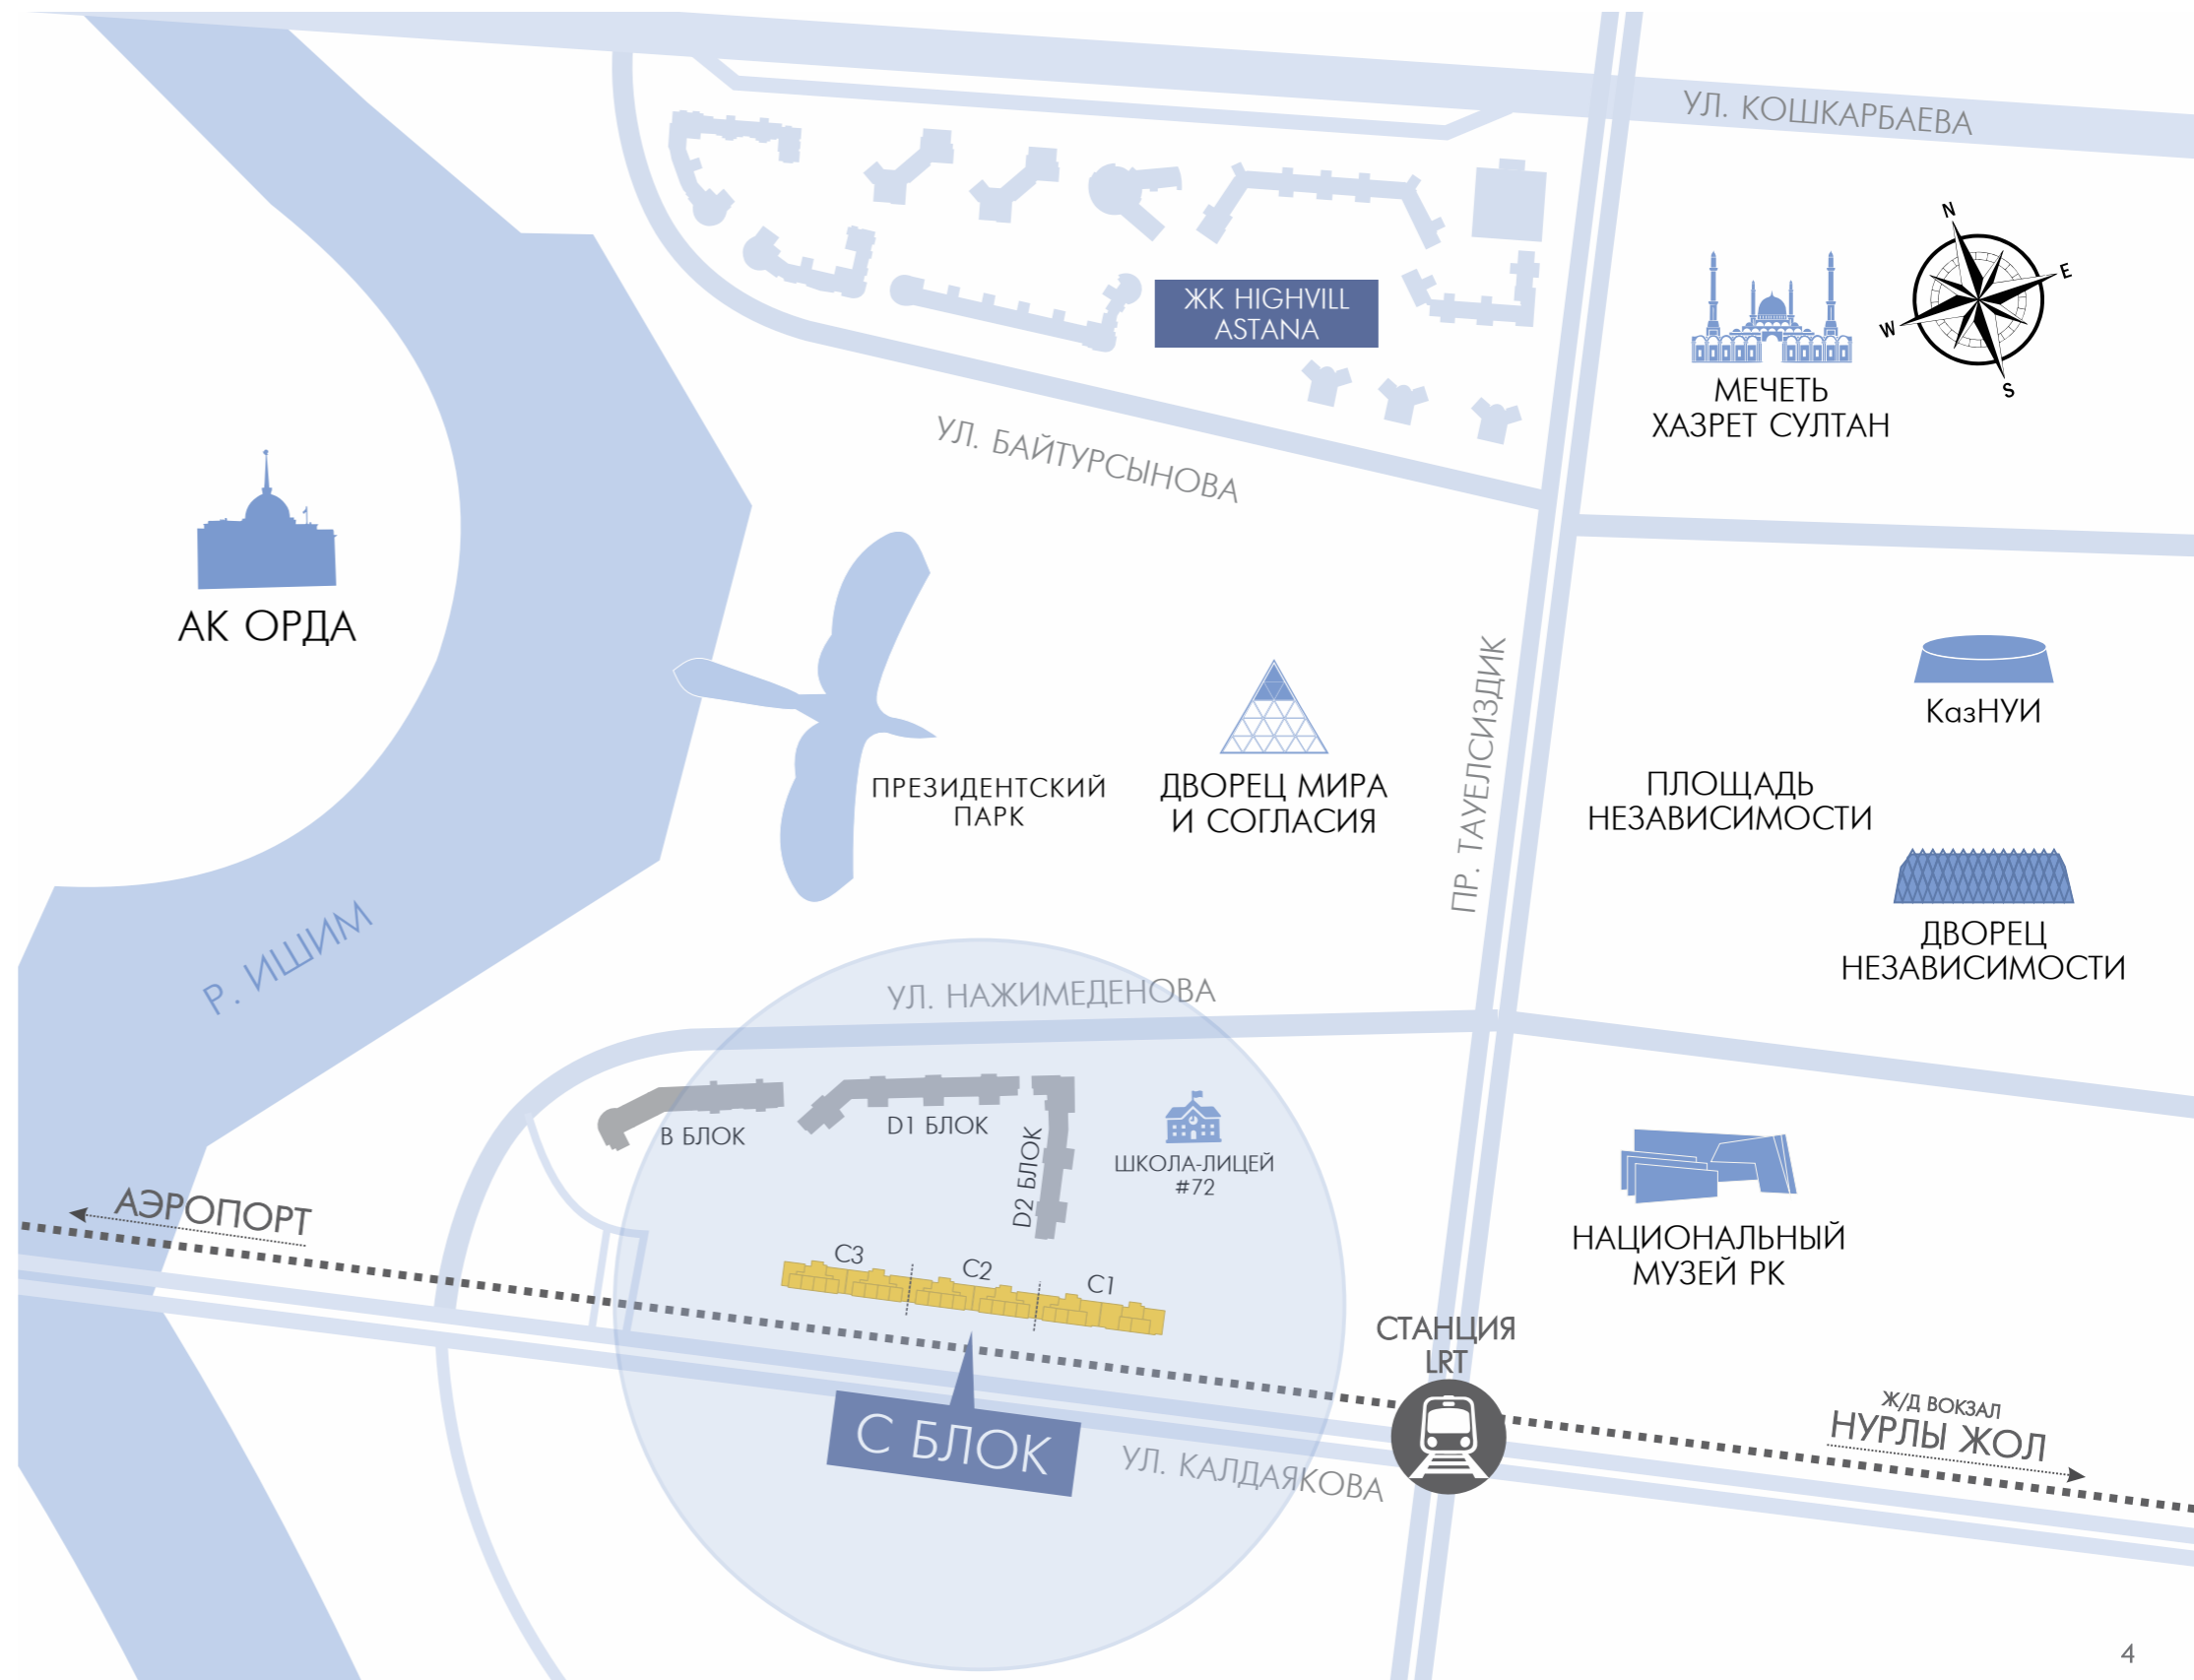 УЛ. КОШКАРБАЕВА
N
E
W
S
ЖК HIGHVILL
ASTANA
МЕЧЕТЬ
ХАЗРЕТ СУЛТАН
УЛ. БАЙТУРСЫНОВА
АК ОРДА
ПР. ТАУЕЛСИЗДИК
КазНУИ
ПРЕЗИДЕНТСКИЙ
ПАРК
ДВОРЕЦ МИРА
И СОГЛАСИЯ
ПЛОЩАДЬ
НЕЗАВИСИМОСТИ
ДВОРЕЦ
НЕЗАВИСИМОСТИ
Р. ИШИМ
УЛ. НАЖИМЕДЕНОВА
В БЛОК
D1 БЛОК
D2 БЛОК
ШКОЛА-ЛИЦЕЙ
#72
АЭРОПОРТ
НАЦИОНАЛЬНЫЙ
МУЗЕЙ РК
C3
C2
C1
СТАНЦИЯ
LRT
С БЛОК
УЛ. КАЛДАЯКОВА
Ж/Д ВОКЗАЛ
НУРЛЫ ЖОЛ
4